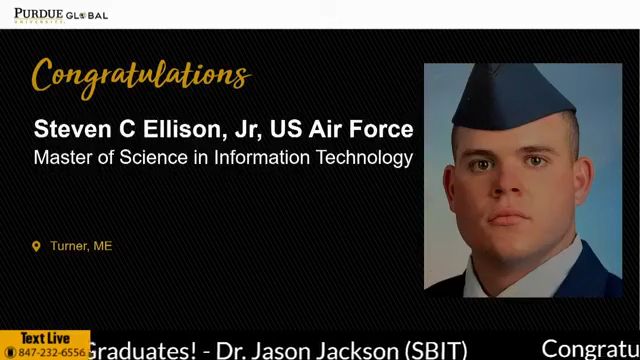 PURDUE GLOBAL
UNIVERSITY
Congratulations
Steven C Ellison, Jr, US Air Force
Master of Science in Information Technology
Turner, ME
Text Live
847-232-6556
Graduates! - Dr. Jason Jackson (SBIT)
Congratu